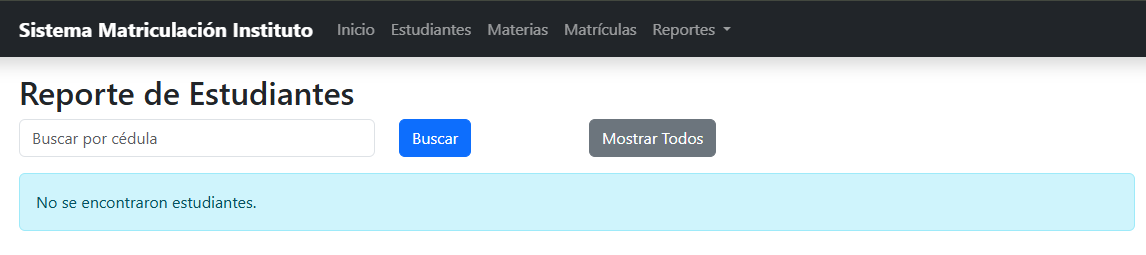 Sistema Matriculación Instituto Inicio Estudiantes Materias Matrículas Reportes
Reporte de Estudiantes
Buscar por cédula Buscar Mostrar Todos
No se encontraron estudiantes.